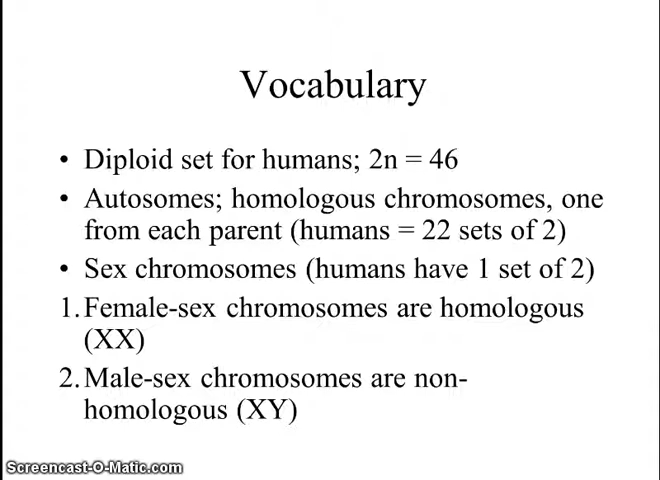 Vocabulary
• Diploid set for humans; 2n = 46
• Autosomes; homologous chromosomes, one
from each parent (humans = 22 sets of 2)
• Sex chromosomes (humans have 1 set of 2)
1. Female-sex chromosomes are homologous
(XX)
2. Male-sex chromosomes are non-
homologous (XY)
Screencast-O-Matic.com